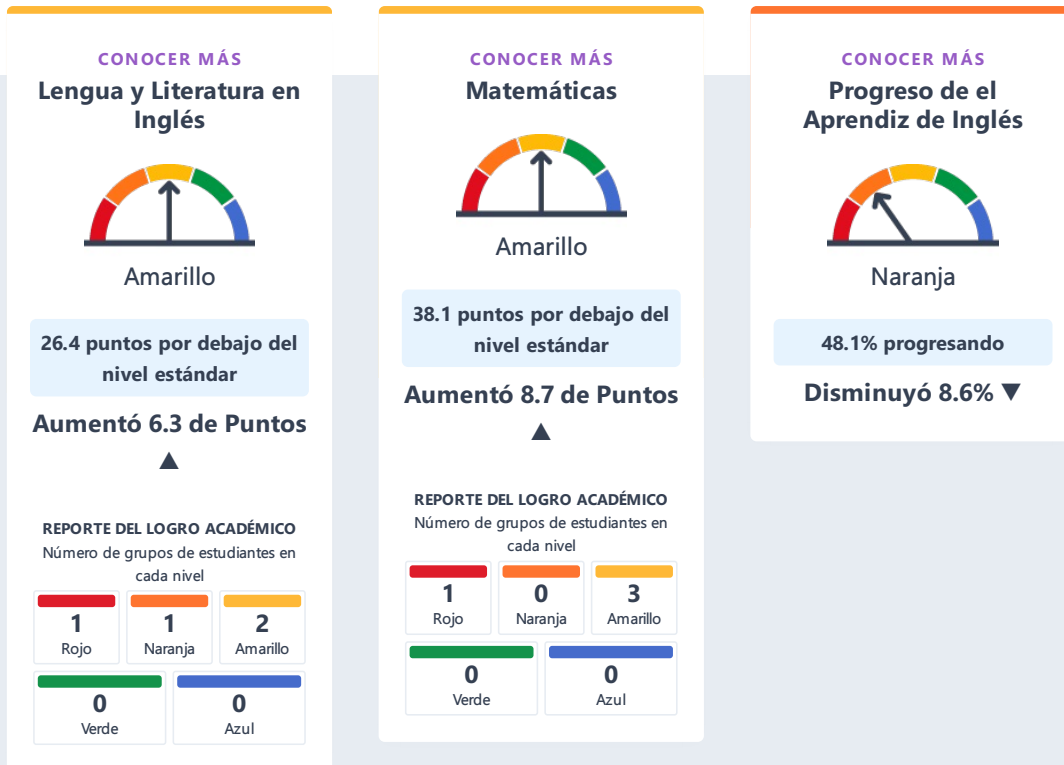 CONOCER MÁS
Lengua y Literatura en
Inglés
Amarillo
26.4 puntos por debajo del
nivel estándar
Aumentó 6.3 de Puntos
▲
REPORTE DEL LOGRO ACADÉMICO
Número de grupos de estudiantes en
cada nivel
1
Rojo
1
Naranja
2
Amarillo
0
Verde
0
Azul
CONOCER MÁS
Matemáticas
Amarillo
38.1 puntos por debajo del
nivel estándar
Aumentó 8.7 de Puntos
▲
REPORTE DEL LOGRO ACADÉMICO
Número de grupos de estudiantes en
cada nivel
1
Rojo
0
Naranja
3
Amarillo
0
Verde
0
Azul
CONOCER MÁS
Progreso de el
Aprendiz de Inglés
Naranja
48.1% progresando
Disminuyó 8.6% ▼